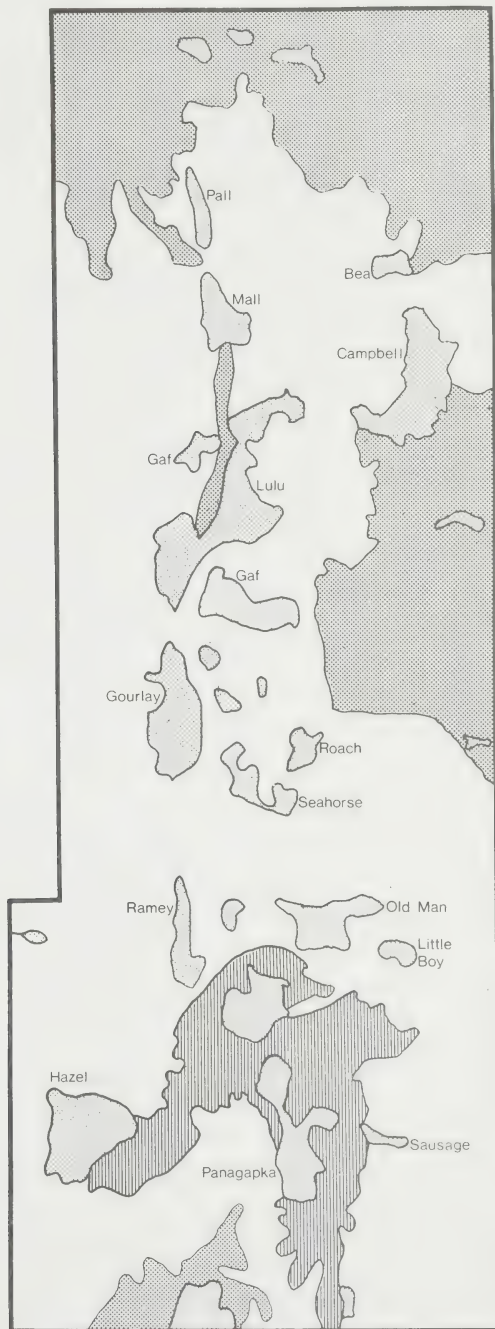 Pall
Bea
Mall
Campbell
Gaf
Lulu
Gaf
Gourlay
Roach
Seahorse
Ramey
Old Man
Little
Boy
Hazel
Sausage
Panagapka